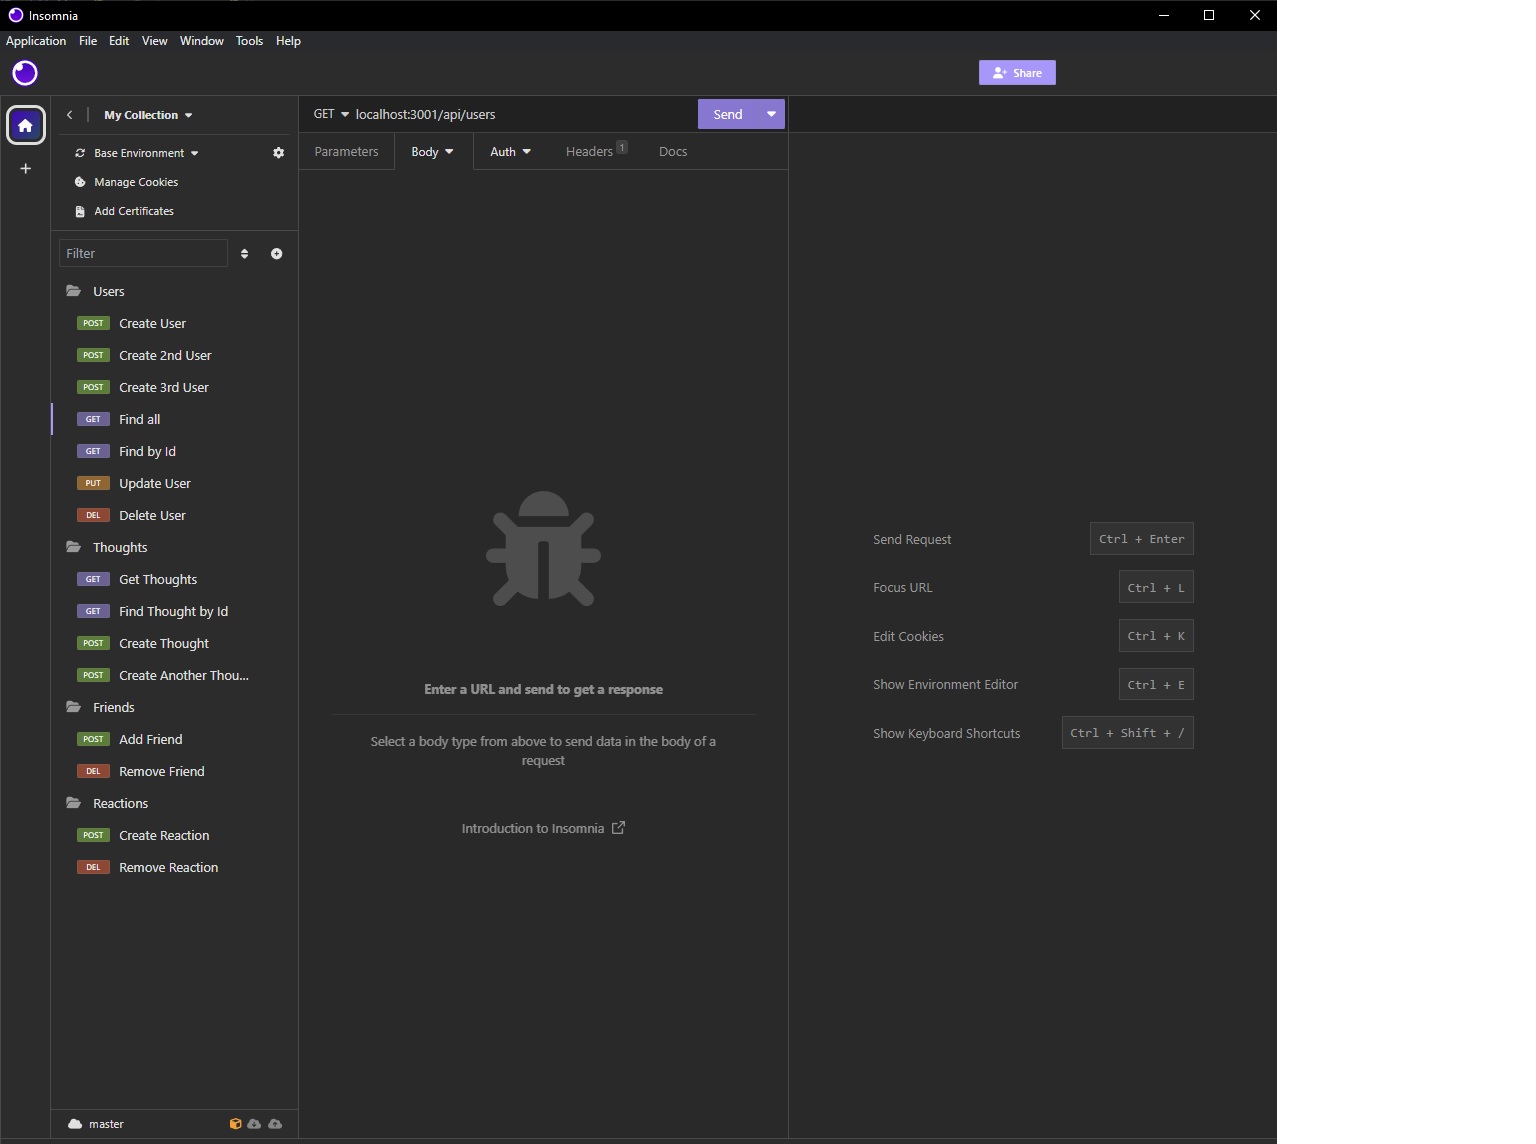 Insomnia
Application File Edit View Window Tools Help
Share
My Collection
GET localhost:3001/api/users Send
Base Environment
Parameters Body Auth Headers 1 Docs
Manage Cookies
Add Certificates
Filter
Users
POST Create User
POST Create 2nd User
POST Create 3rd User
GET Find all
GET Find by Id
PUT Update User
DEL Delete User
Thoughts
GET Get Thoughts
GET Find Thought by Id
POST Create Thought
POST Create Another Thou...
Friends
POST Add Friend
DEL Remove Friend
Reactions
POST Create Reaction
DEL Remove Reaction
master
Enter a URL and send to get a response
Select a body type from above to send data in the body of a
request
Introduction to Insomnia
Send Request Ctrl + Enter
Focus URL Ctrl + L
Edit Cookies Ctrl + K
Show Environment Editor Ctrl + E
Show Keyboard Shortcuts Ctrl + Shift + /